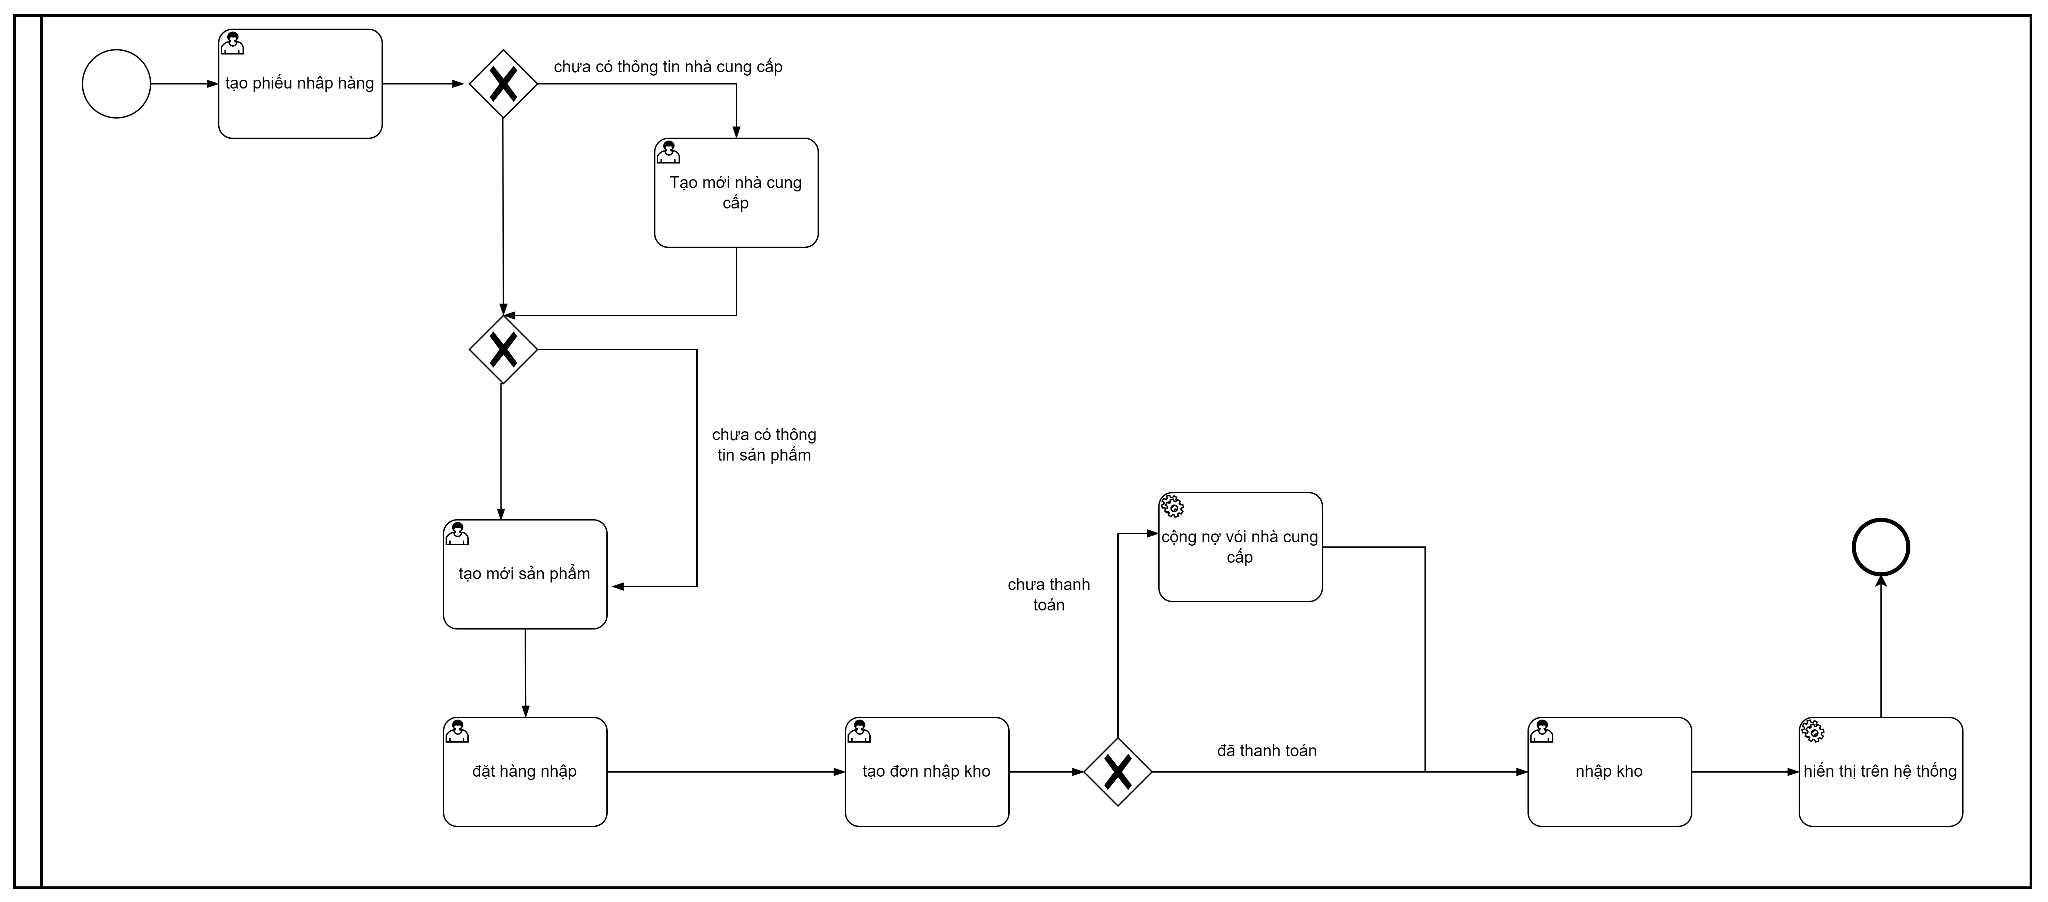 tạo phiếu nhâp hàng
chưa có thông tin nhà cung cấp
Tạo mới nhà cung
cấp
chưa có thông
tin sản phẩm
tạo mới sản phẩm
cộng nợ vói nhà cung
cấp
chưa thanh
toán
đã thanh toán
đặt hàng nhập
tạo đơn nhập kho
nhập kho
hiển thị trên hệ thống